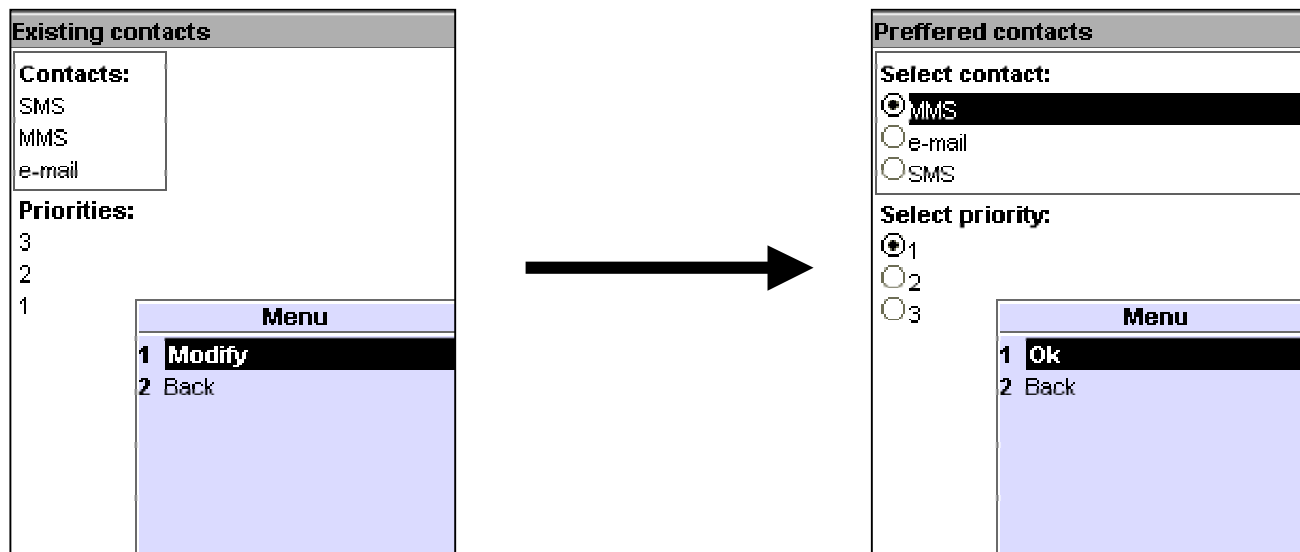 Existing contacts
Contacts:
SMS
MMS
e-mail
Priorities:
3
2
1
Menu
1 Modify
2 Back
Preffered contacts
Select contact:
MMS
e-mail
SMS
Select priority:
1
2
3
Menu
1 Ok
2 Back